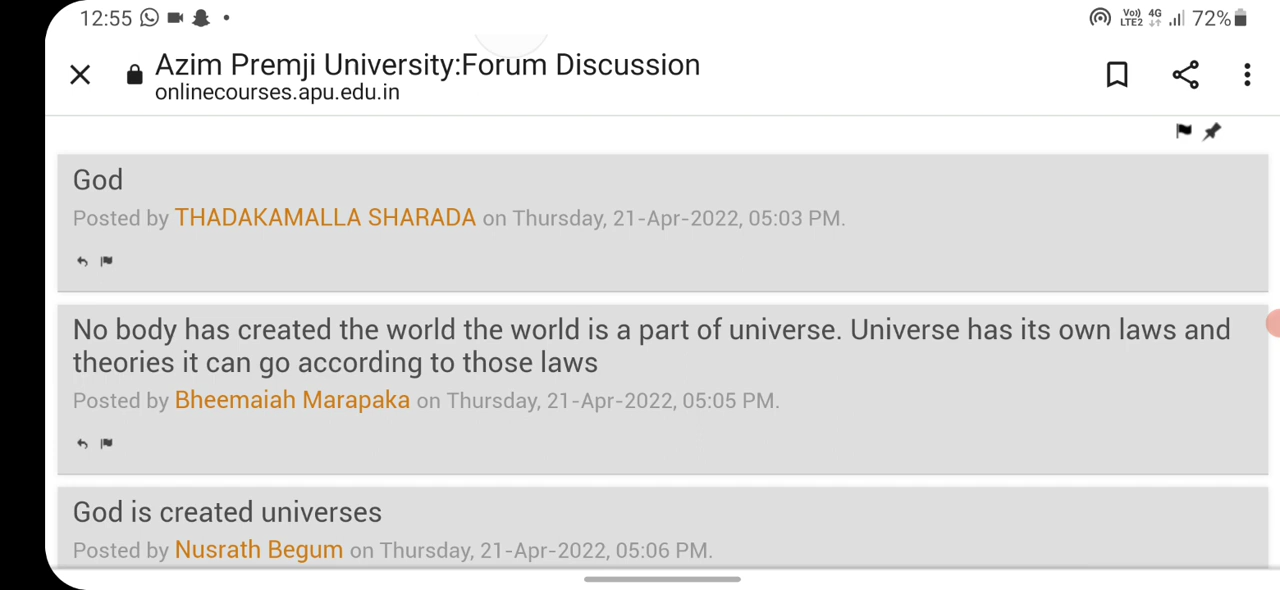 12:55
Vo)) 4G
LTE2
72%
Azim Premji University:Forum Discussion
onlinecourses.apu.edu.in
God
Posted by THADAKAMALLA SHARADA on Thursday, 21-Apr-2022, 05:03 PM.
No body has created the world the world is a part of universe. Universe has its own laws and
theories it can go according to those laws
Posted by Bheemaiah Marapaka on Thursday, 21-Apr-2022, 05:05 PM.
God is created universes
Posted by Nusrath Begum on Thursday, 21-Apr-2022, 05:06 PM.